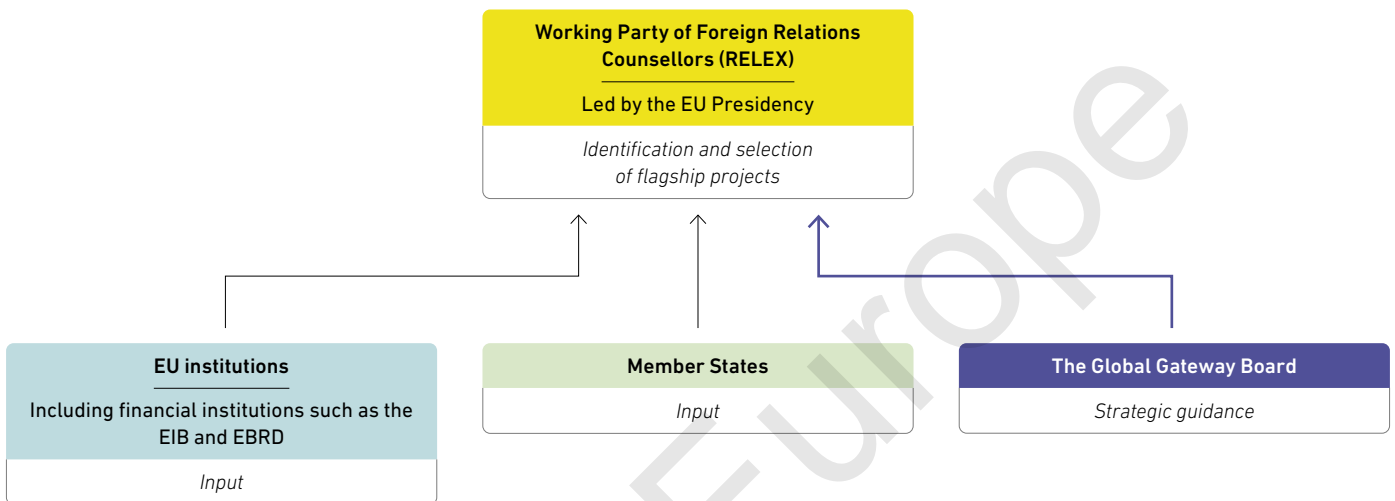 Working Party of Foreign Relations
Counsellors (RELEX)
Led by the EU Presidency
Identification and selection
of flagship projects
EU institutions
Including financial institutions such as the
EIB and EBRD
Input
Member States
Input
The Global Gateway Board
Strategic guidance
Europe